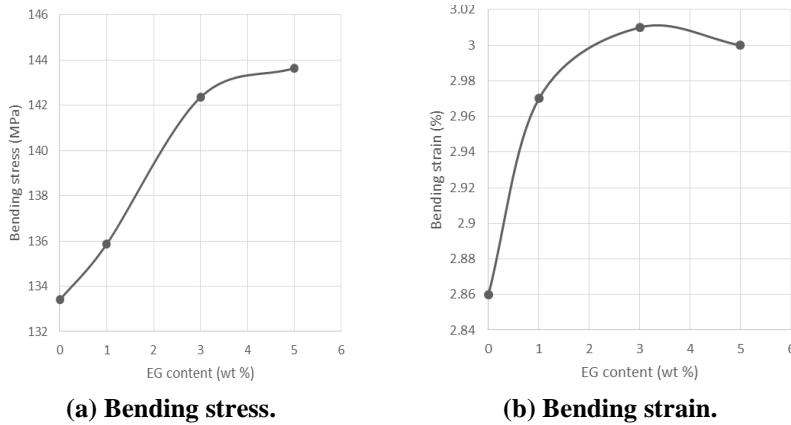 146
144
142
140
138
136
134
132
0 1 2 3 4 5 6
Bending stress (MPa)
EG content (wt %)
(a) Bending stress.
3.02
3
2.98
2.96
2.94
2.92
2.9
2.88
2.86
2.84
0 1 2 3 4 5 6
Bending strain (%)
EG content (wt %)
(b) Bending strain.